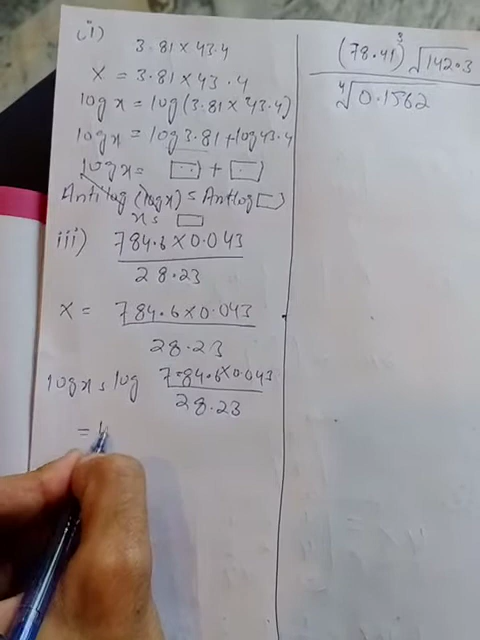 (i) 3.81 × 43.4
x = 3.81 × 43.4
log x = log (3.81 × 43.4)
log x = log 3.81 + log 43.4
log x = [...] + [...]
Antilog (log x) = Antilog
x =
iii) 784.6 × 0.043
28.23
x = 784.6 × 0.043
28.23
log x = log 784.6 × 0.043
28.23
=
(78.41)³ √142.3
⁴√0.1562